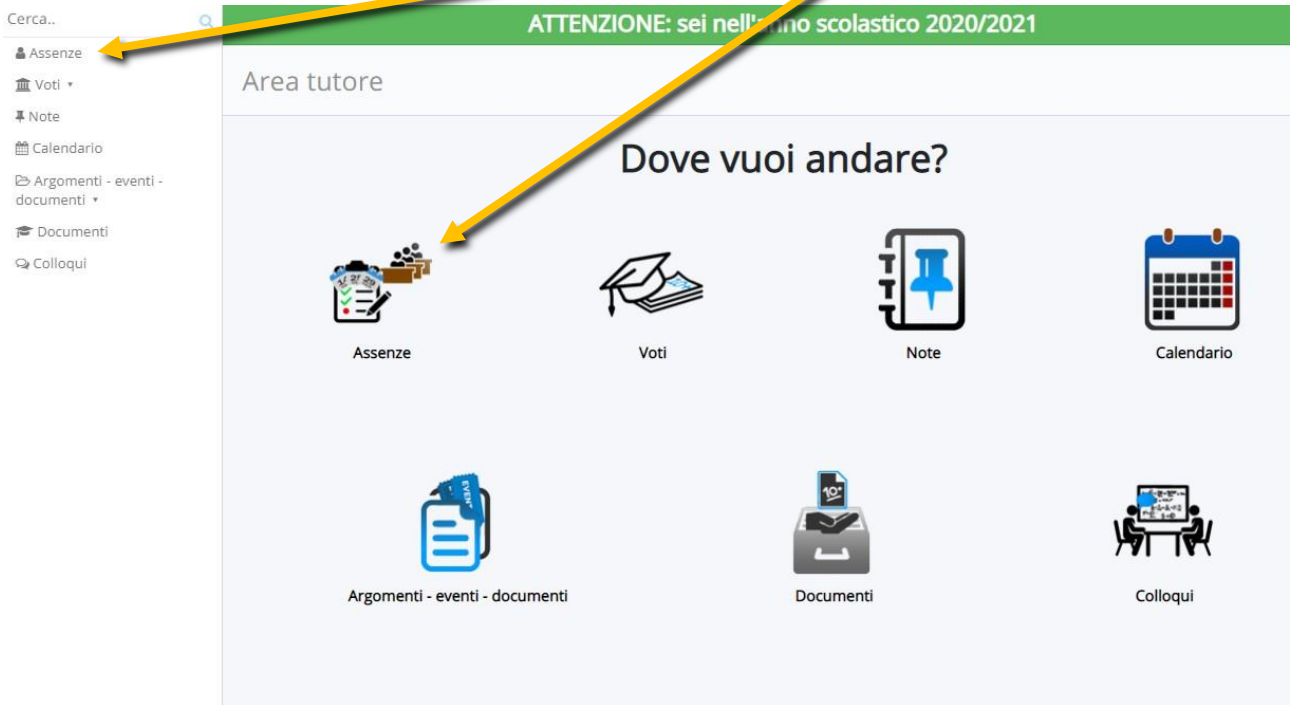 Cerca..
Assenze
Voti
Note
Calendario
Argomenti - eventi -
documenti
Documenti
Colloqui
ATTENZIONE: sei nell'anno scolastico 2020/2021
Area tutore
Dove vuoi andare?
Assenze
Voti
Note
Calendario
Argomenti - eventi - documenti
Documenti
Colloqui